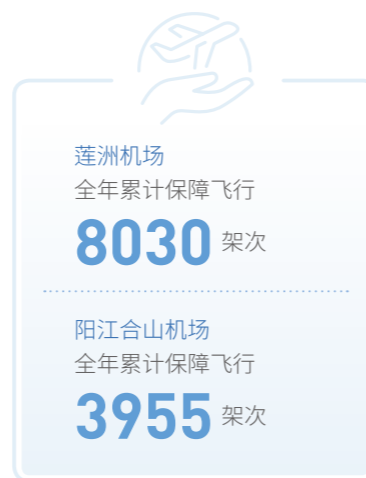 莲洲机场
全年累计保障飞行
8030 架次
阳江合山机场
全年累计保障飞行
3955 架次